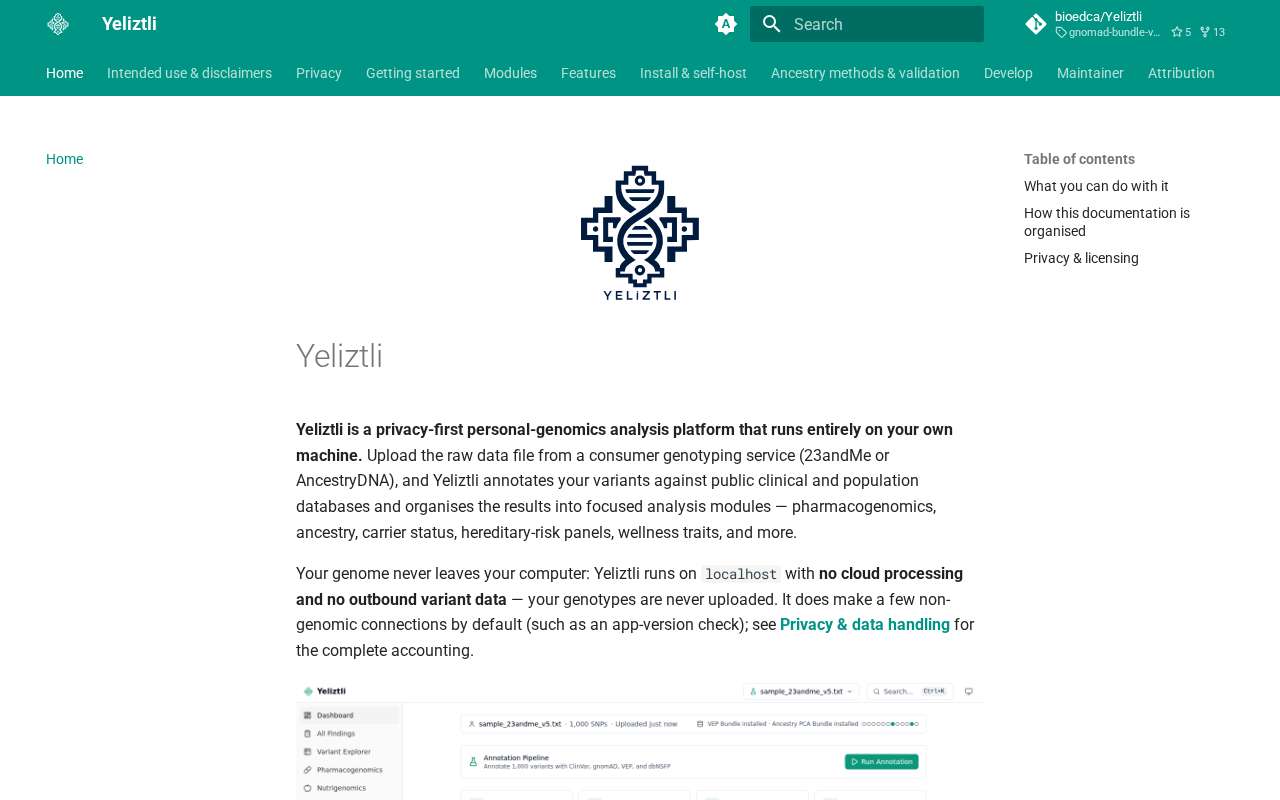 Yeliztli
A
Search
bioedca/Yeliztli
gnomad-bundle-v… 5 13
Home Intended use & disclaimers Privacy Getting started Modules Features Install & self-host Ancestry methods & validation Develop Maintainer Attribution
Home
Table of contents
What you can do with it
How this documentation is
organised
Privacy & licensing
YELIZTLI
Yeliztli
Yeliztli is a privacy-first personal-genomics analysis platform that runs entirely on your own
machine. Upload the raw data file from a consumer genotyping service (23andMe or
AncestryDNA), and Yeliztli annotates your variants against public clinical and population
databases and organises the results into focused analysis modules — pharmacogenomics,
ancestry, carrier status, hereditary-risk panels, wellness traits, and more.
Your genome never leaves your computer: Yeliztli runs on localhost with no cloud processing
and no outbound variant data — your genotypes are never uploaded. It does make a few non-
genomic connections by default (such as an app-version check); see Privacy & data handling for
the complete accounting.
Yeliztli
sample_23andme_v5.txt
Search... Ctrl+K
Dashboard
All Findings
Variant Explorer
Pharmacogenomics
Nutrigenomics
sample_23andme_v5.txt · 1,000 SNPs · Uploaded just now
VEP Bundle installed · Ancestry PCA Bundle installed
Annotation Pipeline
Annotate 1,000 variants with ClinVar, gnomAD, VEP, and dbNSFP
Run Annotation